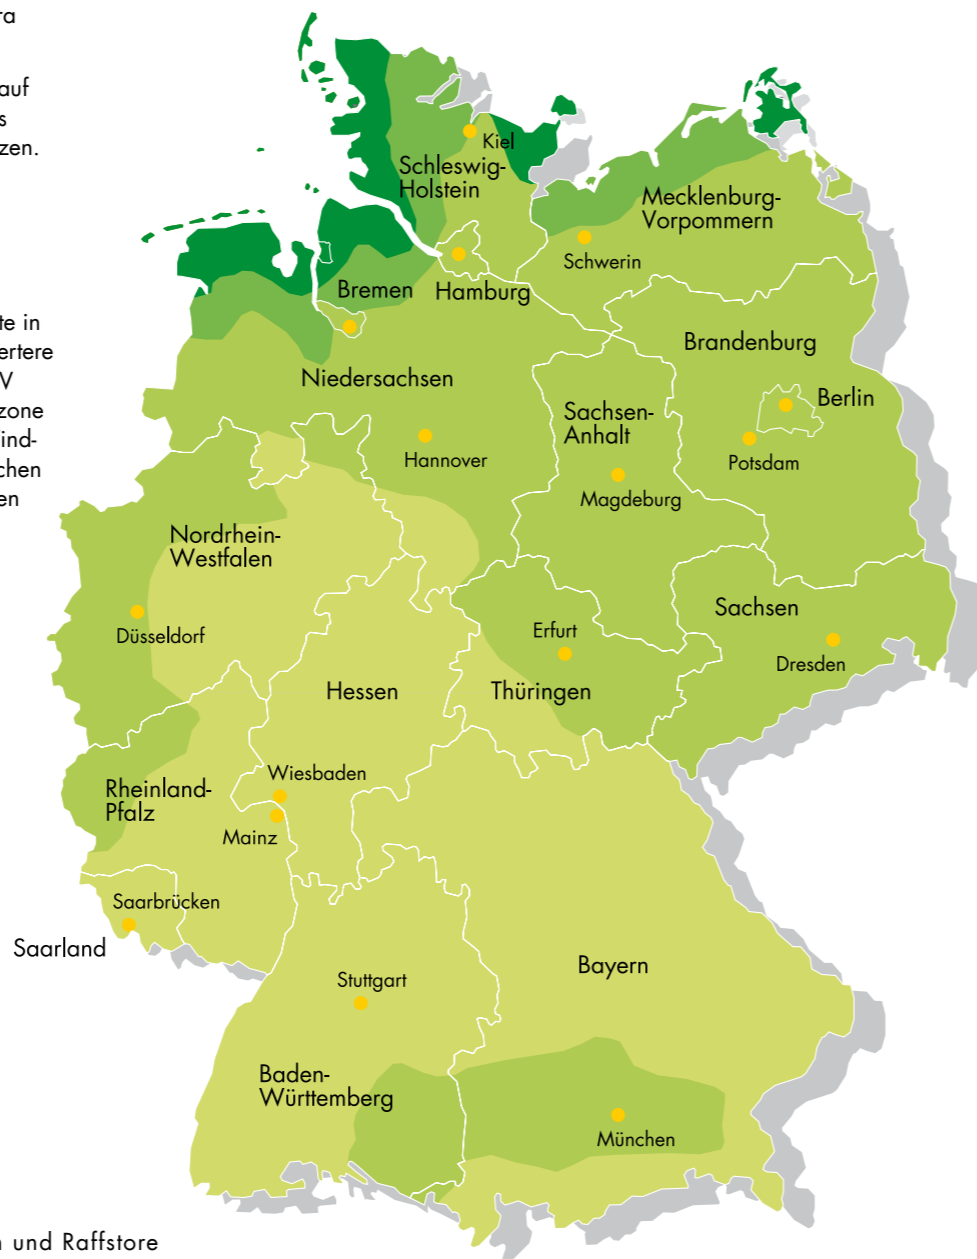 ra
auf
s
zen.
te in
ertere
V
zone
ind-
chen
en
Kiel
Schleswig-
Holstein
Mecklenburg-
Vorpommern
Schwerin
Bremen
Hamburg
Brandenburg
Niedersachsen
Berlin
Sachsen-
Anhalt
Hannover
Potsdam
Magdeburg
Nordrhein-
Westfalen
Sachsen
Düsseldorf
Erfurt
Dresden
Hessen
Thüringen
Wiesbaden
Rheinland-
Pfalz
Mainz
Saarbrücken
Saarland
Bayern
Stuttgart
Baden-
Württemberg
München
n und Raffstore